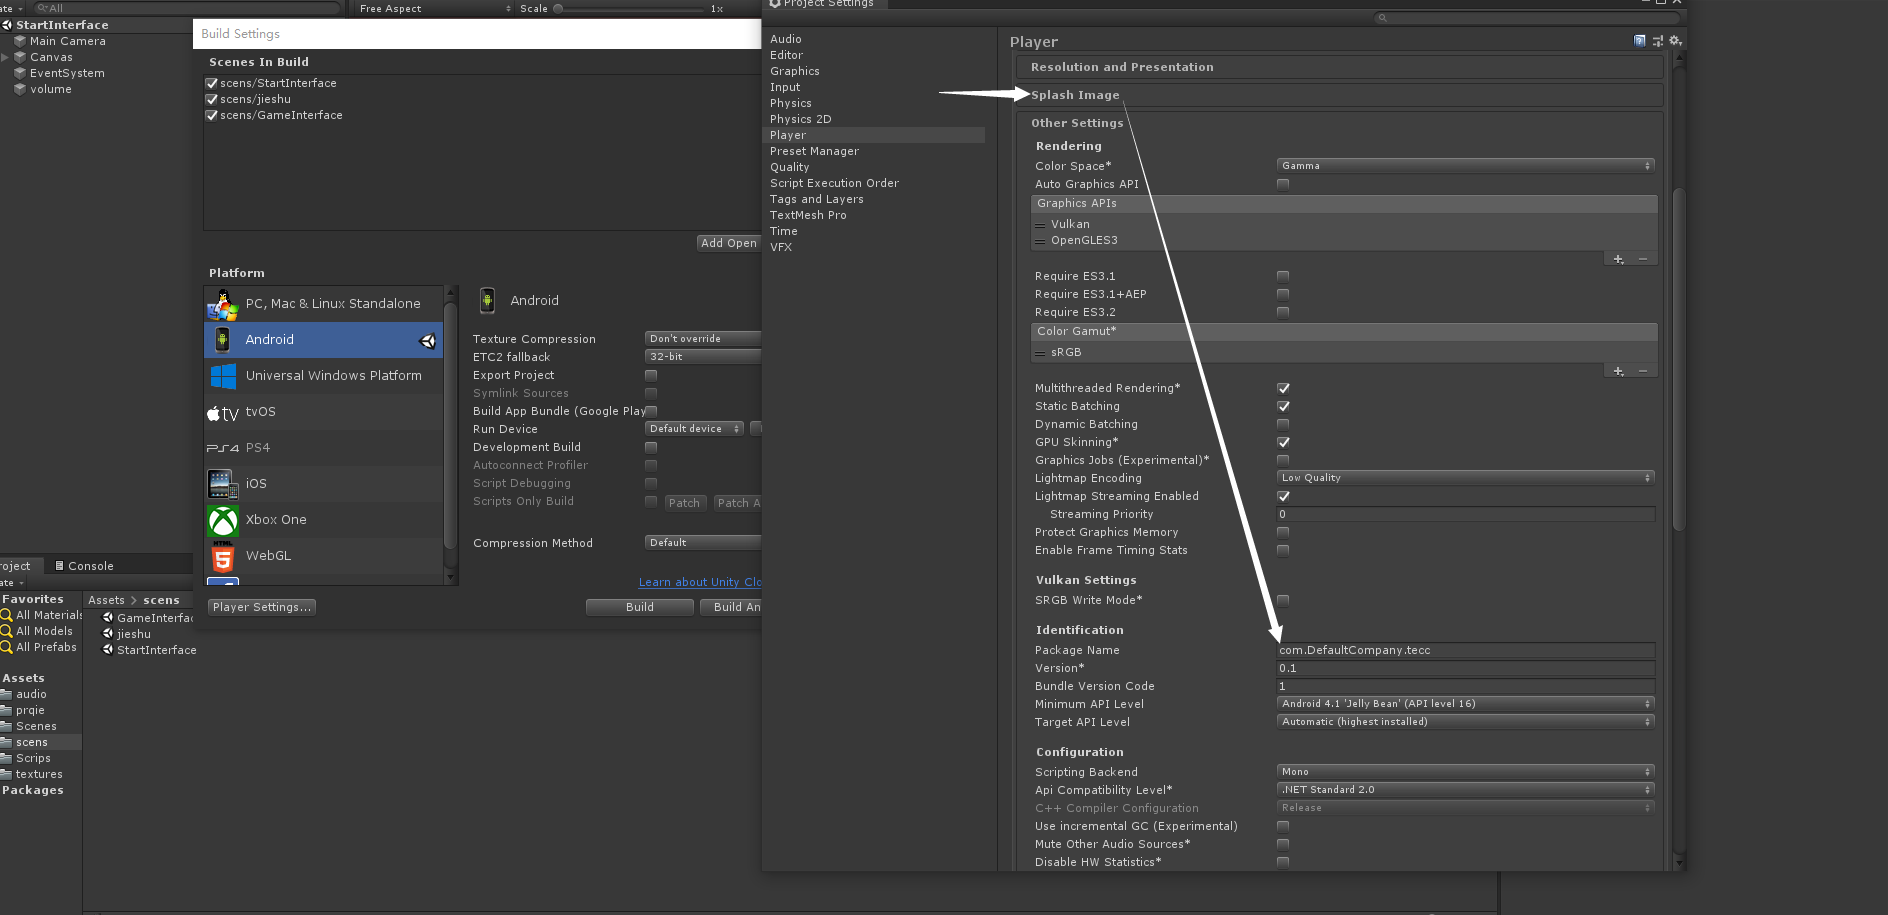 All
Free Aspect
Scale
1x
StartInterface
Main Camera
Canvas
EventSystem
volume
Build Settings
Scenes In Build
scens/StartInterface
scens/jieshu
scens/GameInterface
Add Open
Platform
PC, Mac & Linux Standalone
Android
Universal Windows Platform
tvOS
PS4
iOS
Xbox One
WebGL
Android
Texture Compression Don't override
ETC2 fallback 32-bit
Export Project
Symlink Sources
Build App Bundle (Google Play
Run Device Default device
Development Build
Autoconnect Profiler
Script Debugging
Scripts Only Build Patch Patch A
Compression Method Default
Learn about Unity Clo
Player Settings...
Build
Build An
roject
Console
ate
Favorites
All Materials
All Models
All Prefabs
Assets
audio
prqie
Scenes
scens
Scrips
textures
Packages
Assets > scens
GameInterfac
jieshu
StartInterface
Project Settings
Audio
Editor
Graphics
Input
Physics
Physics 2D
Player
Preset Manager
Quality
Script Execution Order
Tags and Layers
TextMesh Pro
Time
VFX
Player
Resolution and Presentation
Splash Image
Other Settings
Rendering
Color Space* Gamma
Auto Graphics API
Graphics APIs
Vulkan
OpenGLES3
Require ES3.1
Require ES3.1+AEP
Require ES3.2
Color Gamut*
sRGB
Multithreaded Rendering*
Static Batching
Dynamic Batching
GPU Skinning*
Graphics Jobs (Experimental)*
Lightmap Encoding Low Quality
Lightmap Streaming Enabled
Streaming Priority 0
Protect Graphics Memory
Enable Frame Timing Stats
Vulkan Settings
SRGB Write Mode*
Identification
Package Name com.DefaultCompany.tecc
Version* 0.1
Bundle Version Code 1
Minimum API Level Android 4.1 'Jelly Bean' (API level 16)
Target API Level Automatic (highest installed)
Configuration
Scripting Backend Mono
Api Compatibility Level* .NET Standard 2.0
C++ Compiler Configuration Release
Use incremental GC (Experimental)
Mute Other Audio Sources*
Disable HW Statistics*